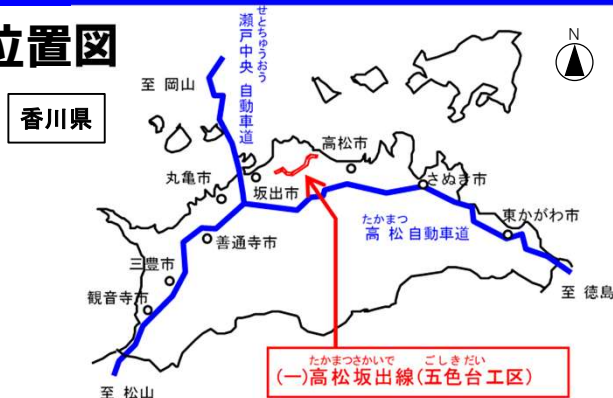 位置図
香川県
N
せとちゅうおう
瀬戸中央 自動車道
至 岡山
高松市
丸亀市
坂出市
さぬき市
善通寺市
たかまつ
高 松 自動車道
東かがわ市
三豊市
観音寺市
至 徳島
至 松山
たかまつさかいで ごしきだい
(一)高松坂出線(五色台工区)